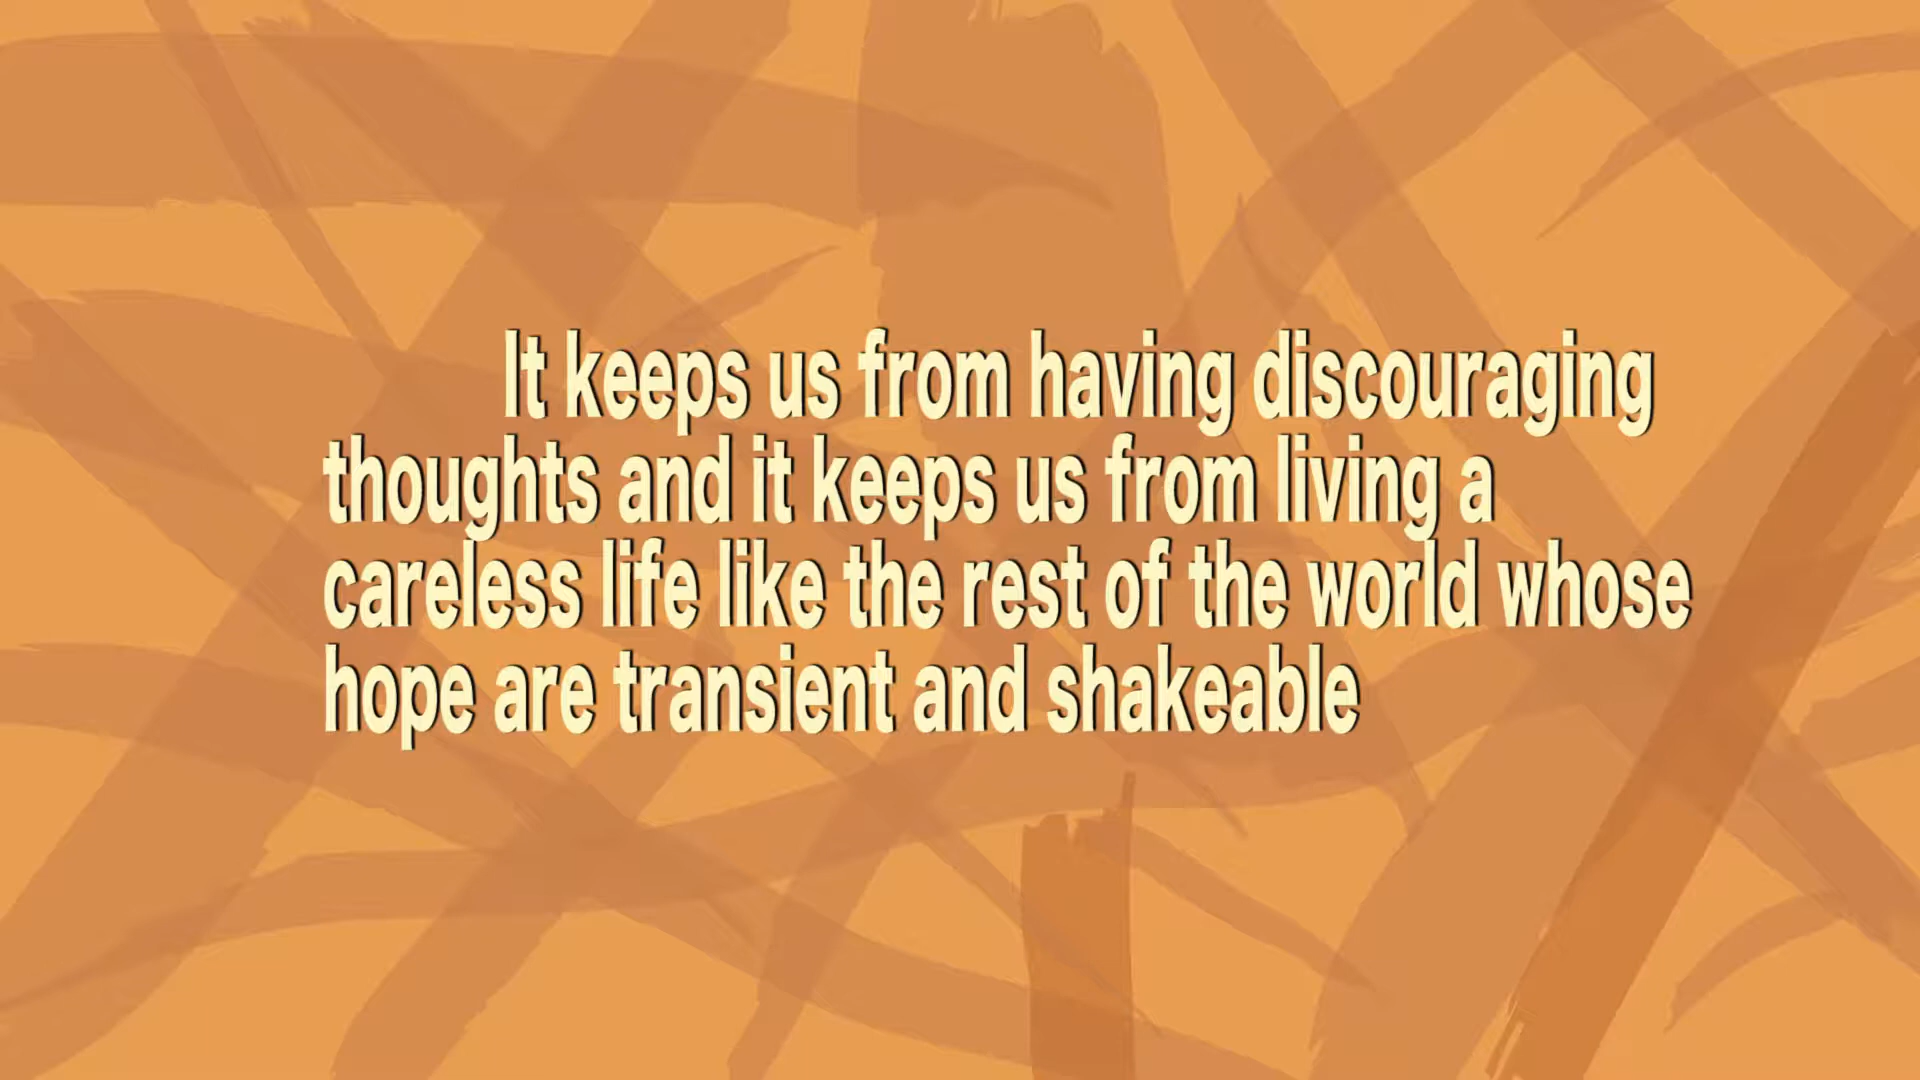 It keeps us from having discouraging
thoughts and it keeps us from living a
careless life like the rest of the world whose
hope are transient and shakeable